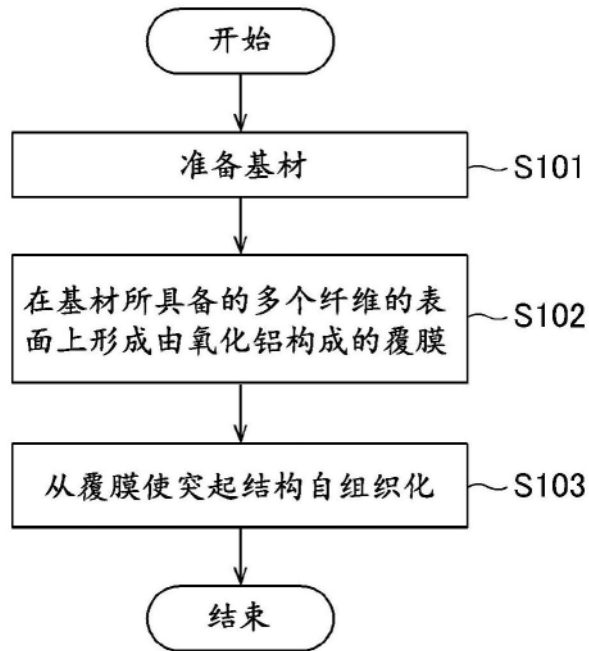 开始
准备基材
S101
在基材所具备的多个纤维的表
面上形成由氧化铝构成的覆膜
S102
从覆膜使突起结构自组织化
S103
结束